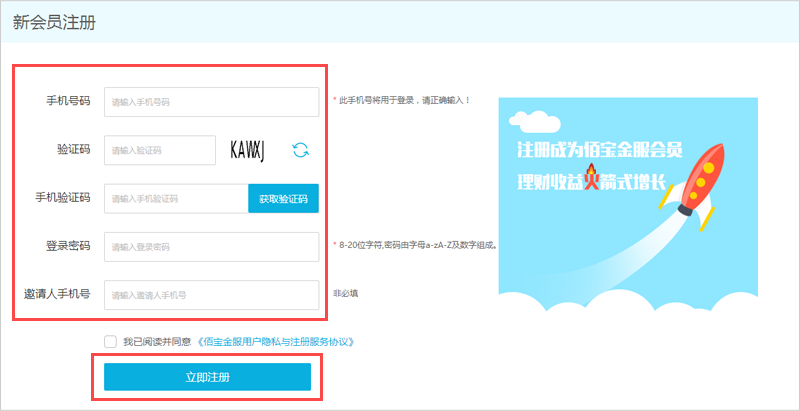 新会员注册
手机号码 请输入手机号码 * 此手机号将用于登录，请正确输入！
验证码 请输入验证码 KAWXJ
手机验证码 请输入手机验证码 获取验证码
登录密码 请输入登录密码 * 8-20位字符,密码由字母a-zA-Z及数字组成。
邀请人手机号 请输入邀请人手机号 非必填
我已阅读并同意 《佰宝金服用户隐私与注册服务协议》
立即注册
注册成为佰宝金服会员
理财收益火箭式增长